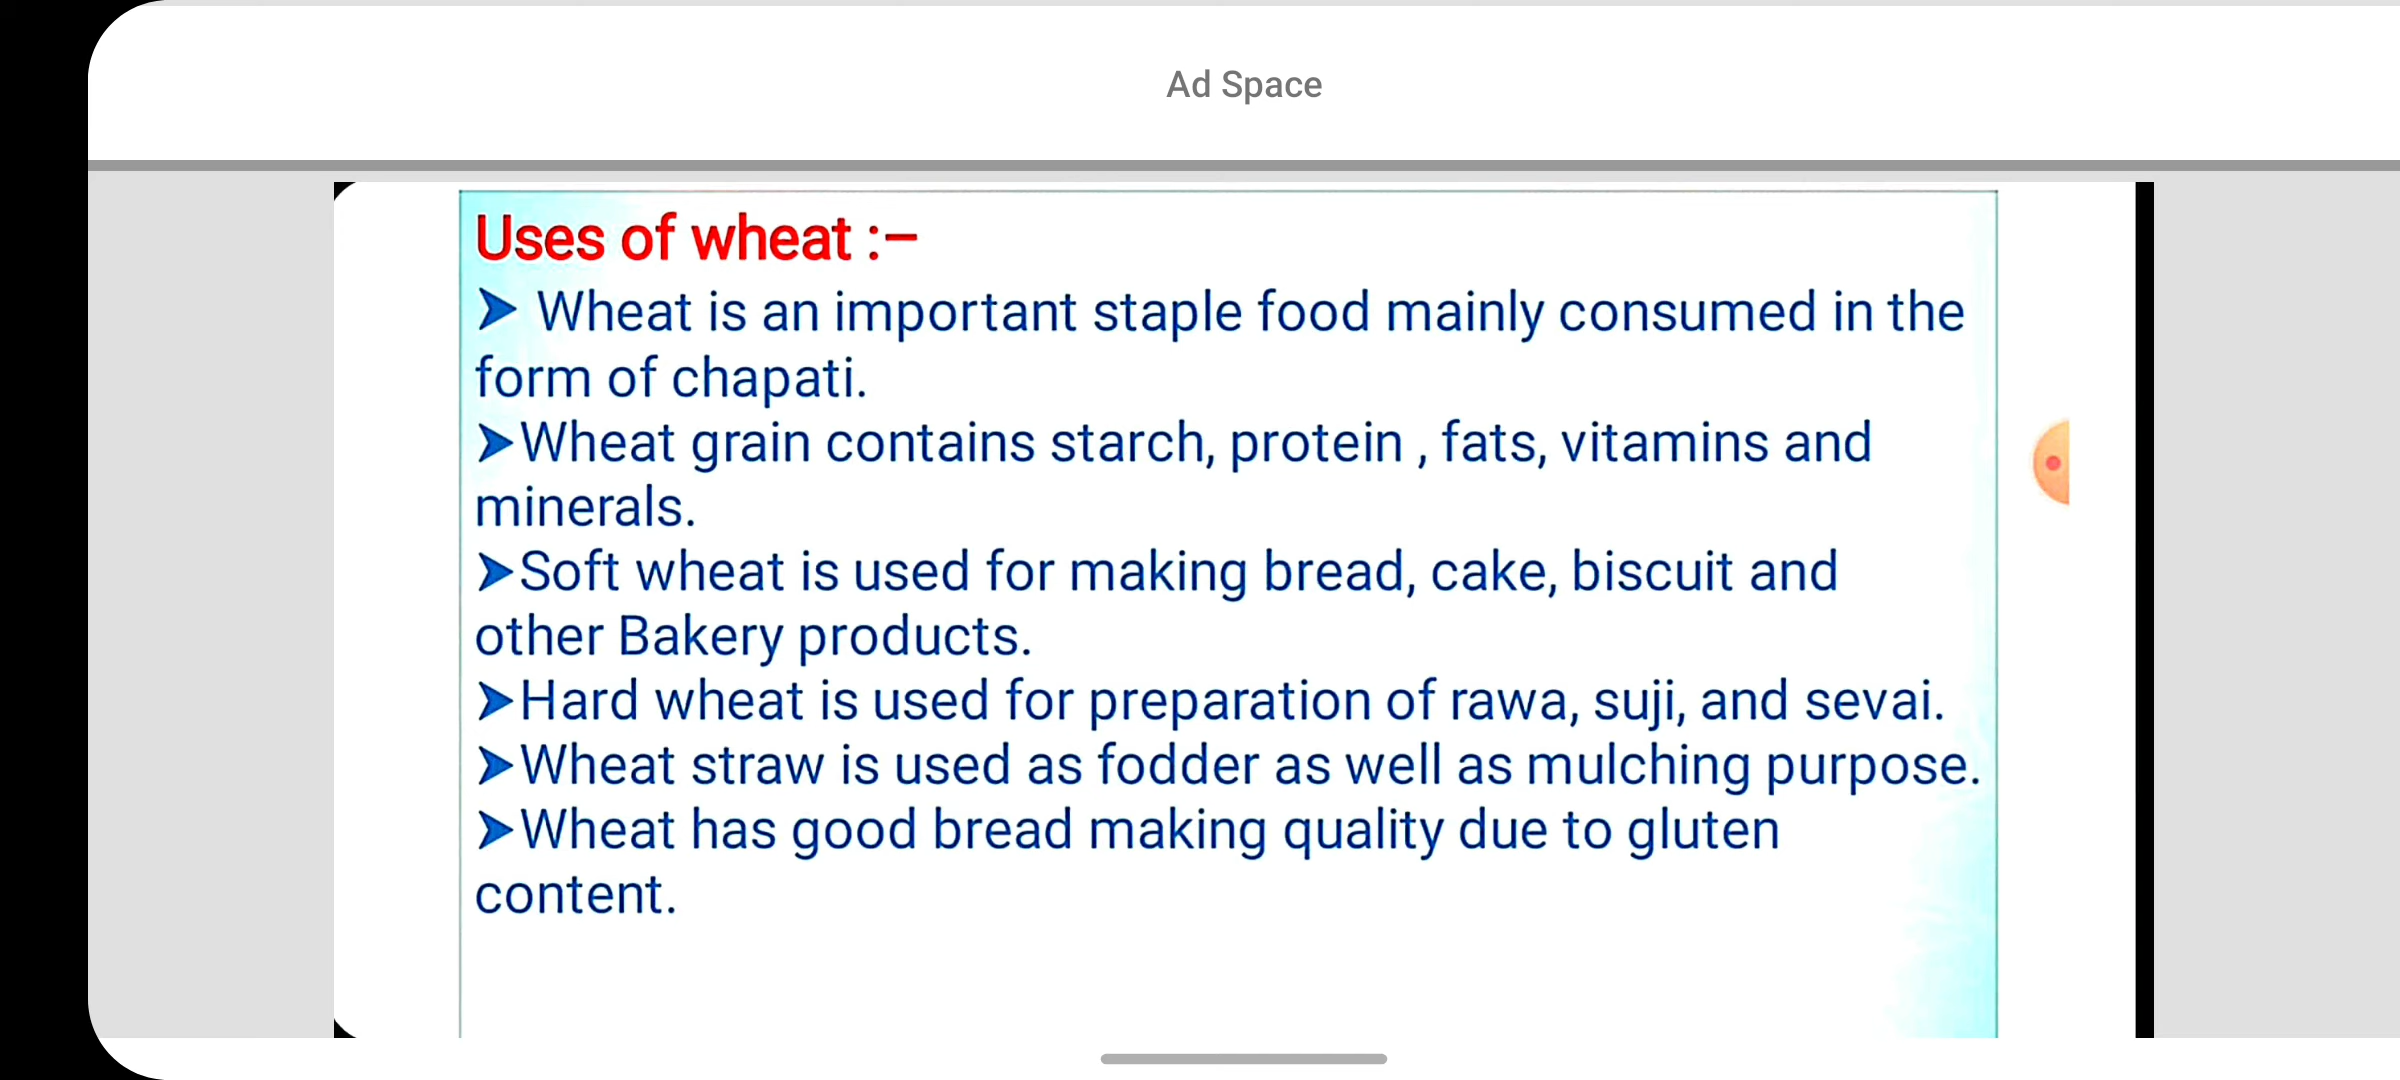 Ad Space
Uses of wheat :–
➤ Wheat is an important staple food mainly consumed in the
form of chapati.
➤Wheat grain contains starch, protein , fats, vitamins and
minerals.
➤Soft wheat is used for making bread, cake, biscuit and
other Bakery products.
➤Hard wheat is used for preparation of rawa, suji, and sevai.
➤Wheat straw is used as fodder as well as mulching purpose.
➤Wheat has good bread making quality due to gluten
content.